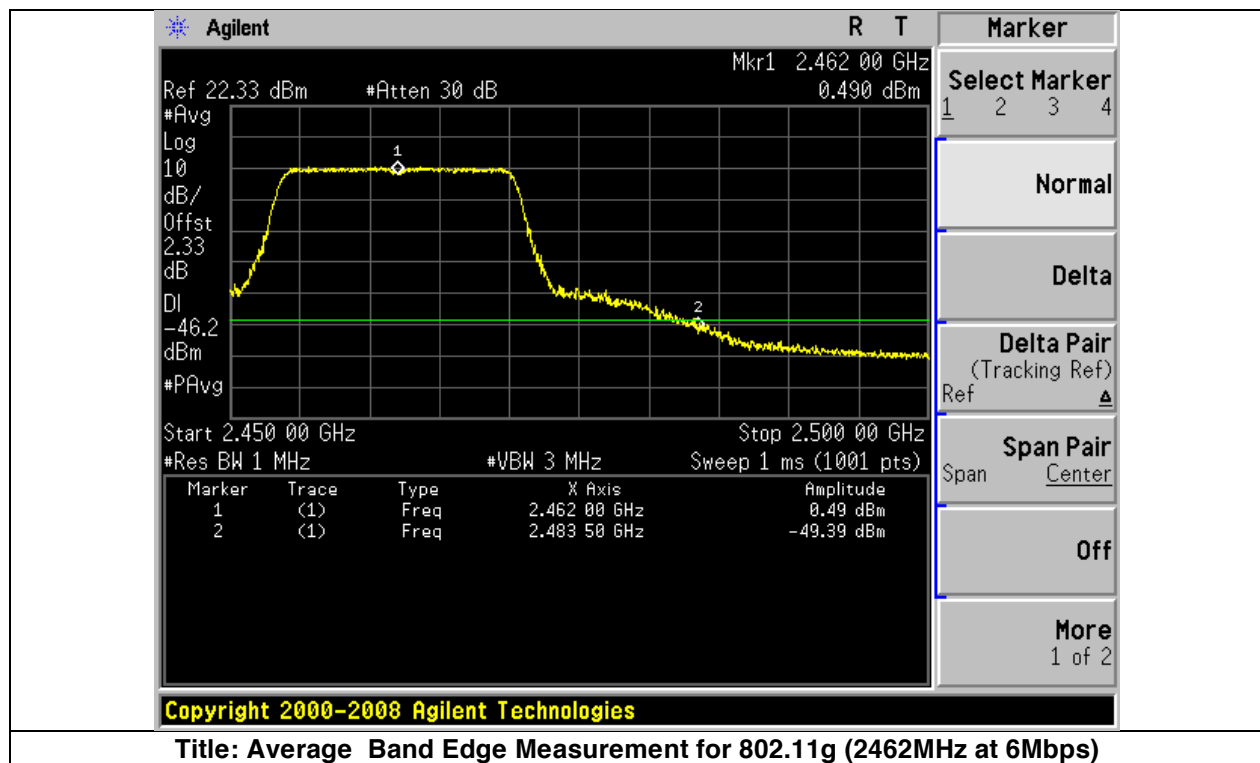 Agilent R T
Mkr1 2.462 00 GHz
Ref 22.33 dBm #Atten 30 dB 0.490 dBm
#Avg
Log
10
dB/
Offst
2.33
dB
DI
-46.2
dBm
#PAvg
1
2
Start 2.450 00 GHz Stop 2.500 00 GHz
#Res BW 1 MHz #VBW 3 MHz Sweep 1 ms (1001 pts)
Marker Trace Type X Axis Amplitude
1 (1) Freq 2.462 00 GHz 0.49 dBm
2 (1) Freq 2.483 50 GHz -49.39 dBm
Copyright 2000-2008 Agilent Technologies
Marker
Select Marker
1 2 3 4
Normal
Delta
Delta Pair
(Tracking Ref)
Ref Δ
Span Pair
Span Center
Off
More
1 of 2
Title: Average Band Edge Measurement for 802.11g (2462MHz at 6Mbps)